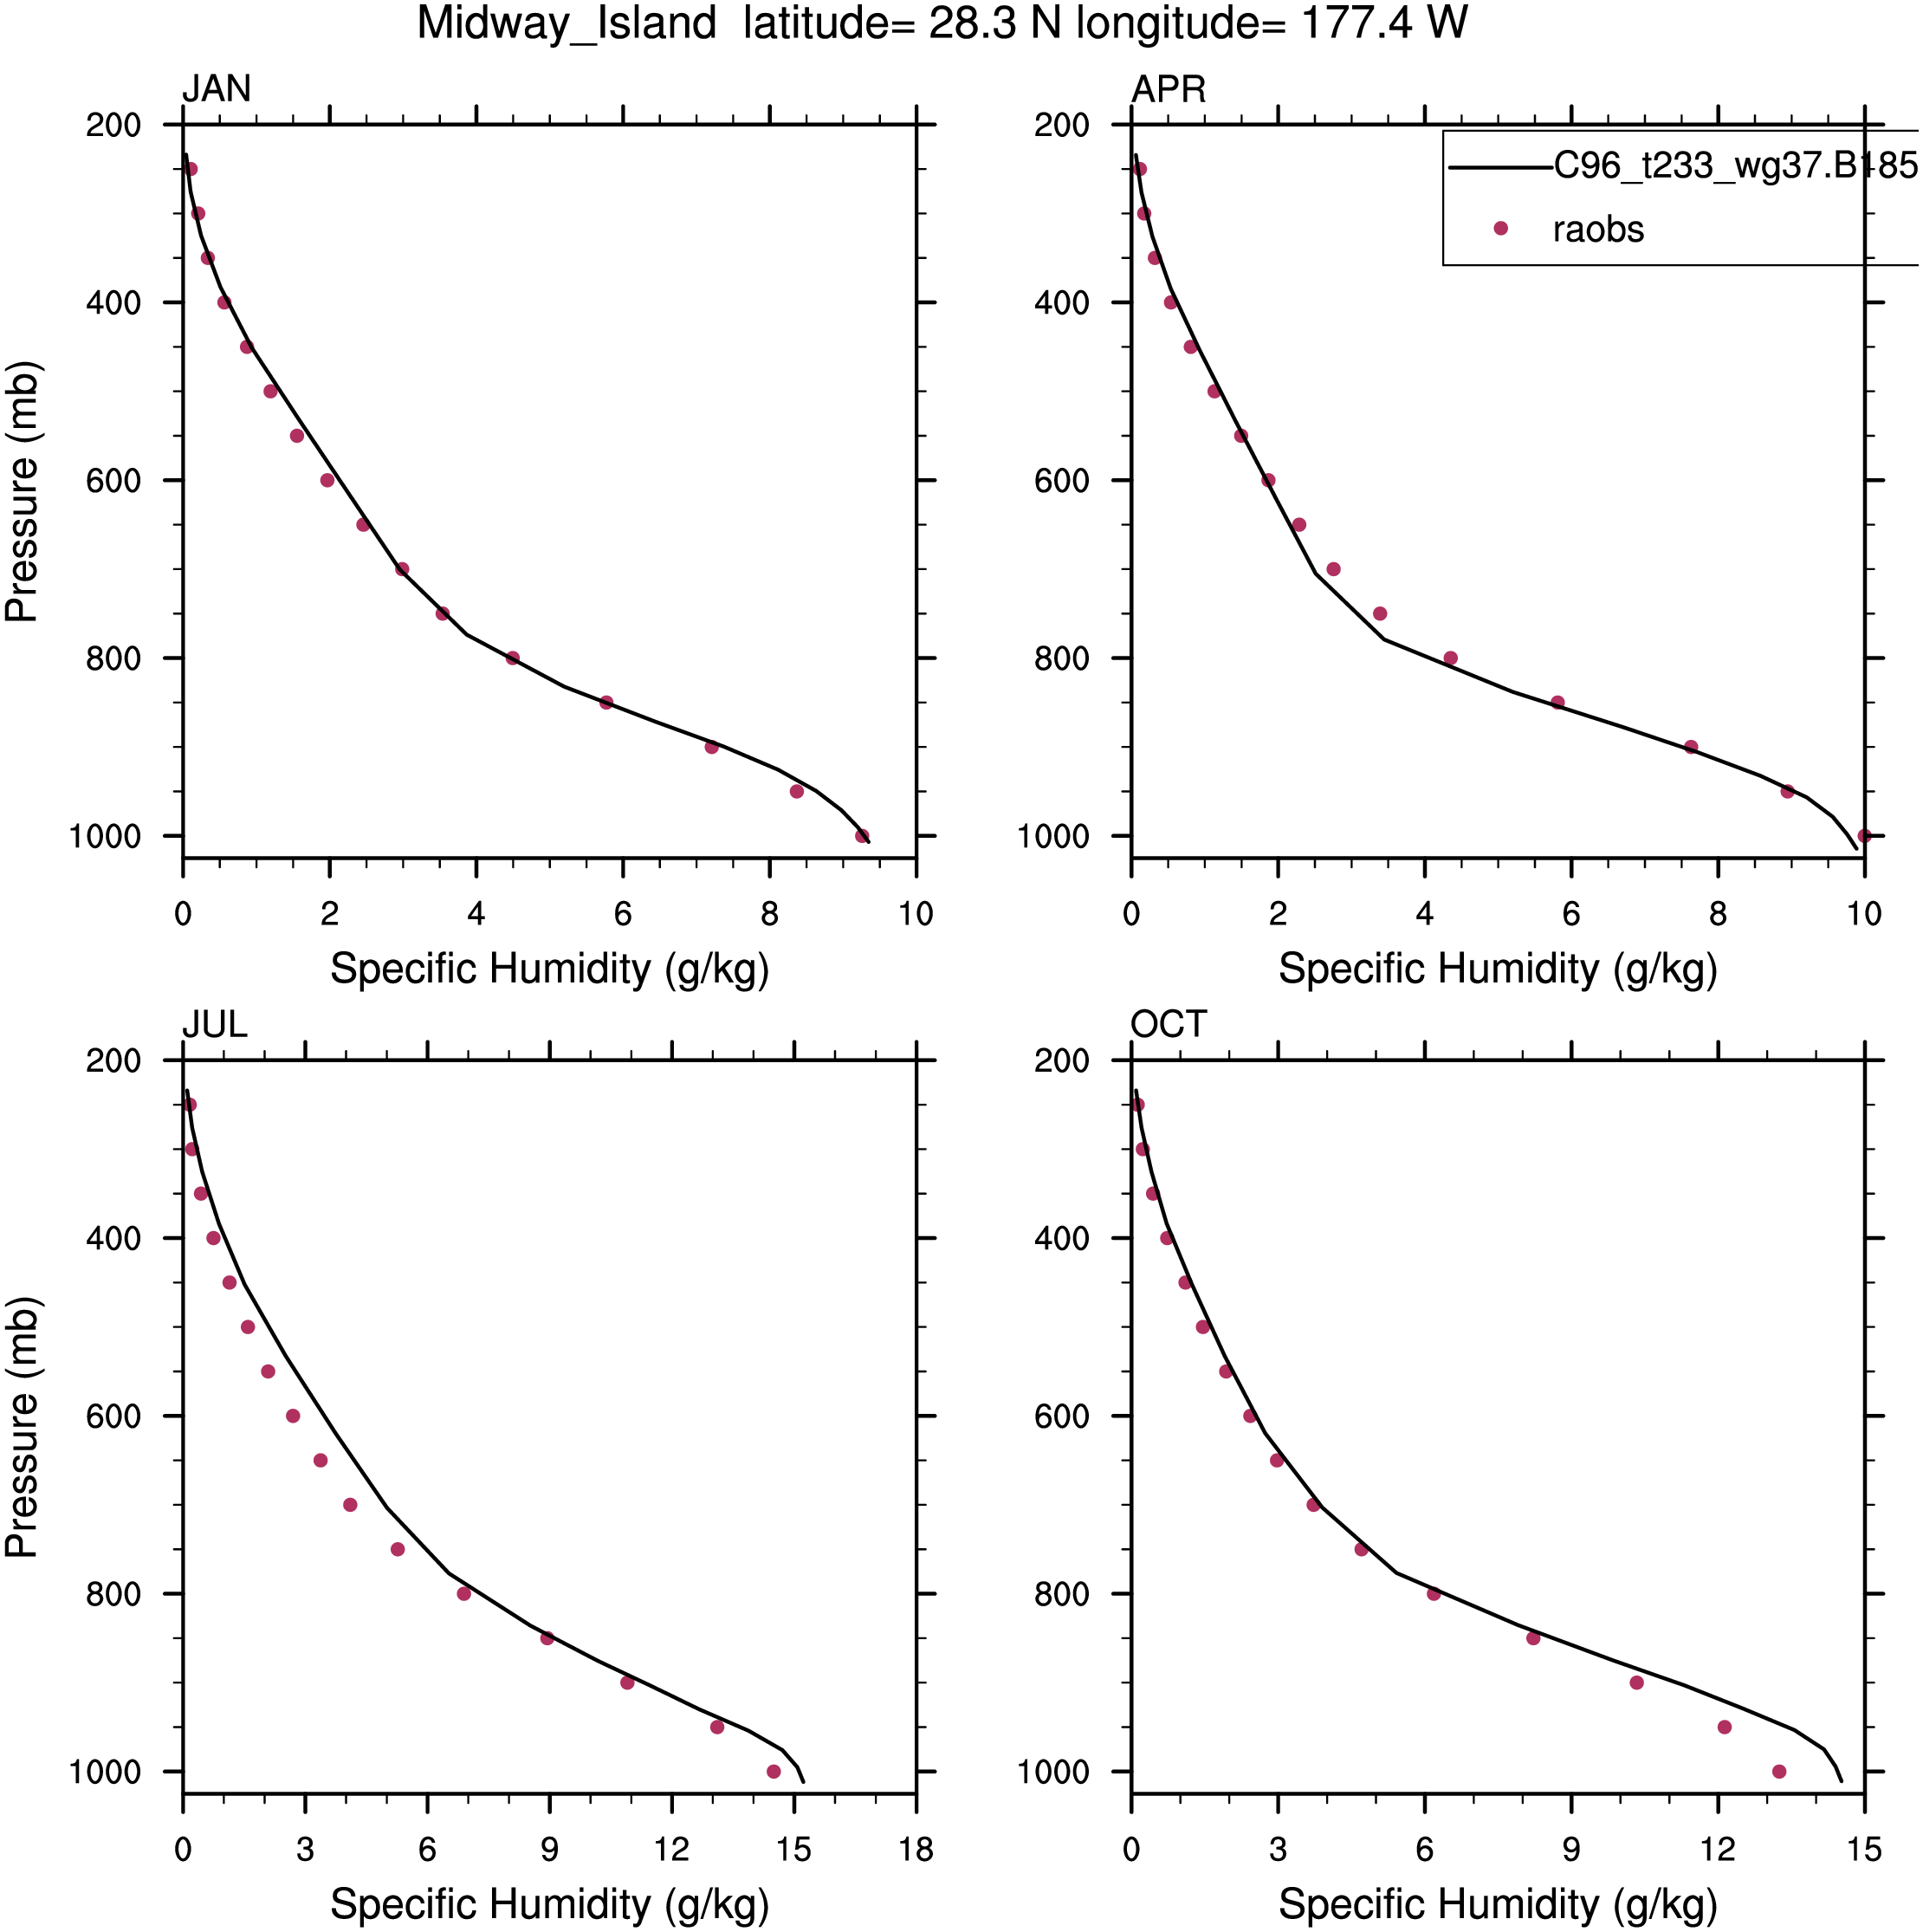 Midway_Island latitude= 28.3 N longitude= 177.4 W
JAN
200
400
600
800
1000
Pressure (mb)
0 2 4 6 8 10
Specific Humidity (g/kg)
APR
C96_t233_wg37.B185
raobs
200
400
600
800
1000
0 2 4 6 8 10
Specific Humidity (g/kg)
JUL
200
400
600
800
1000
Pressure (mb)
0 3 6 9 12 15 18
Specific Humidity (g/kg)
OCT
200
400
600
800
1000
0 3 6 9 12 15
Specific Humidity (g/kg)